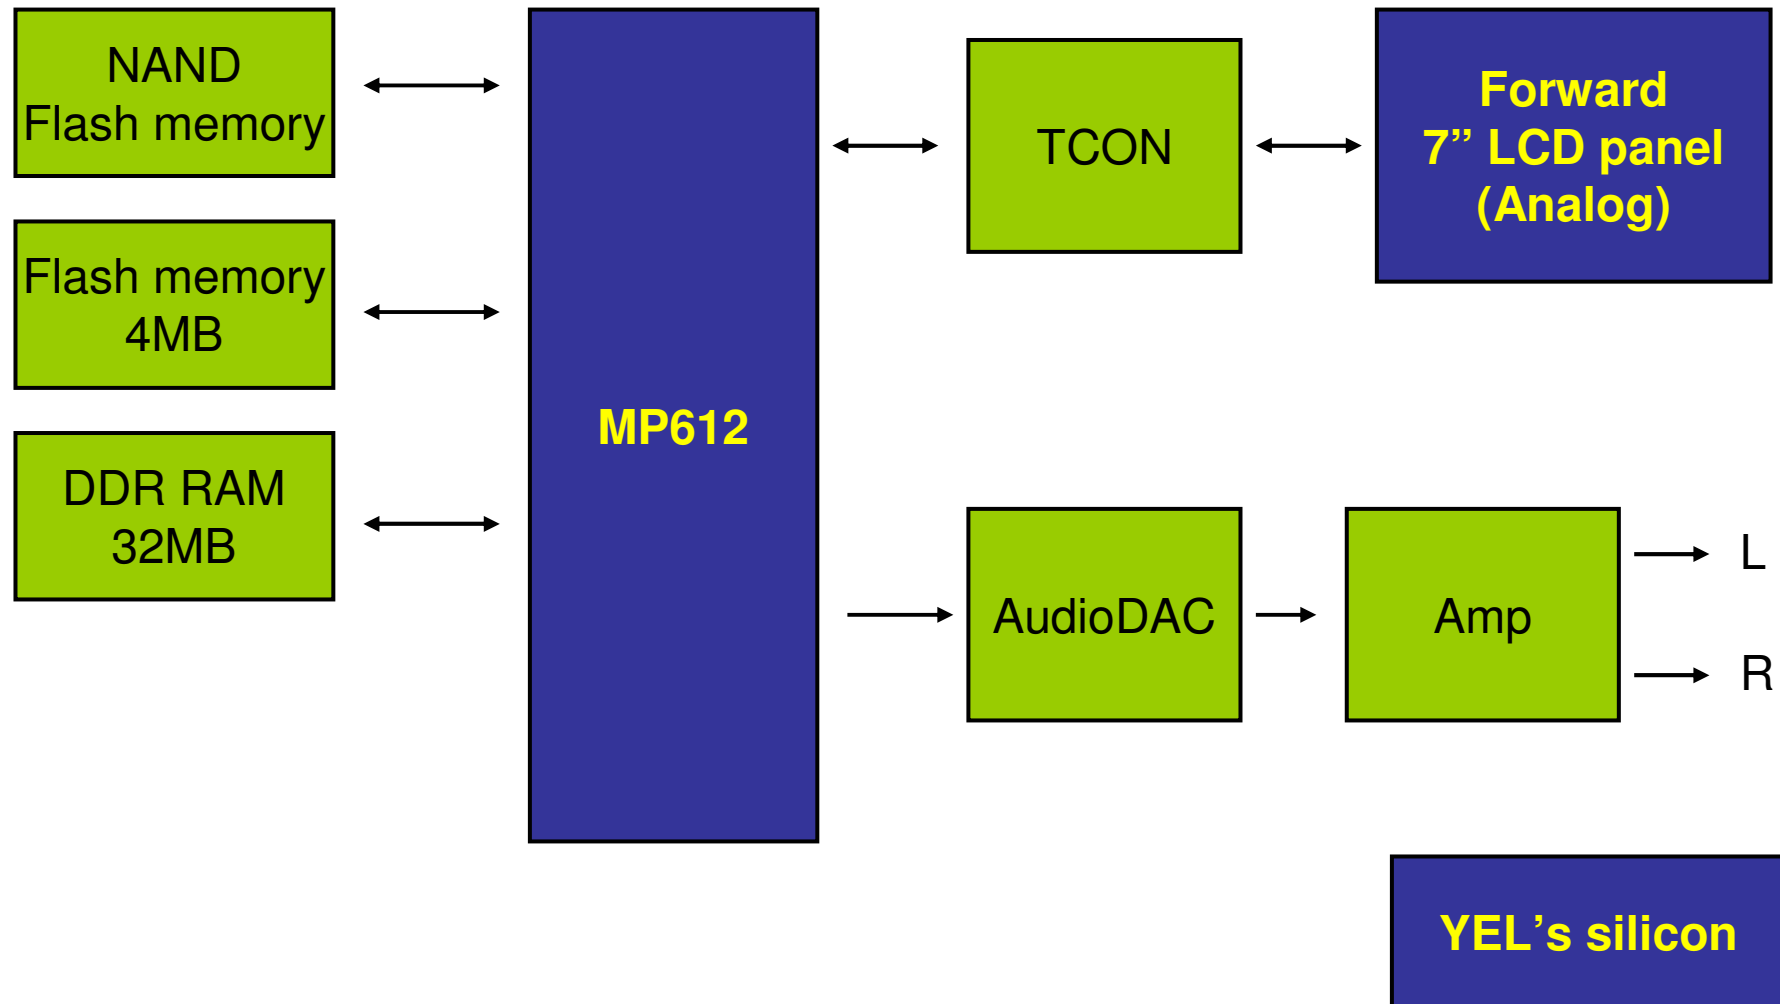 NAND
Flash memory
Flash memory
4MB
DDR RAM
32MB
MP612
TCON
Forward
7” LCD panel
(Analog)
AudioDAC
Amp
L
R
YEL’s silicon